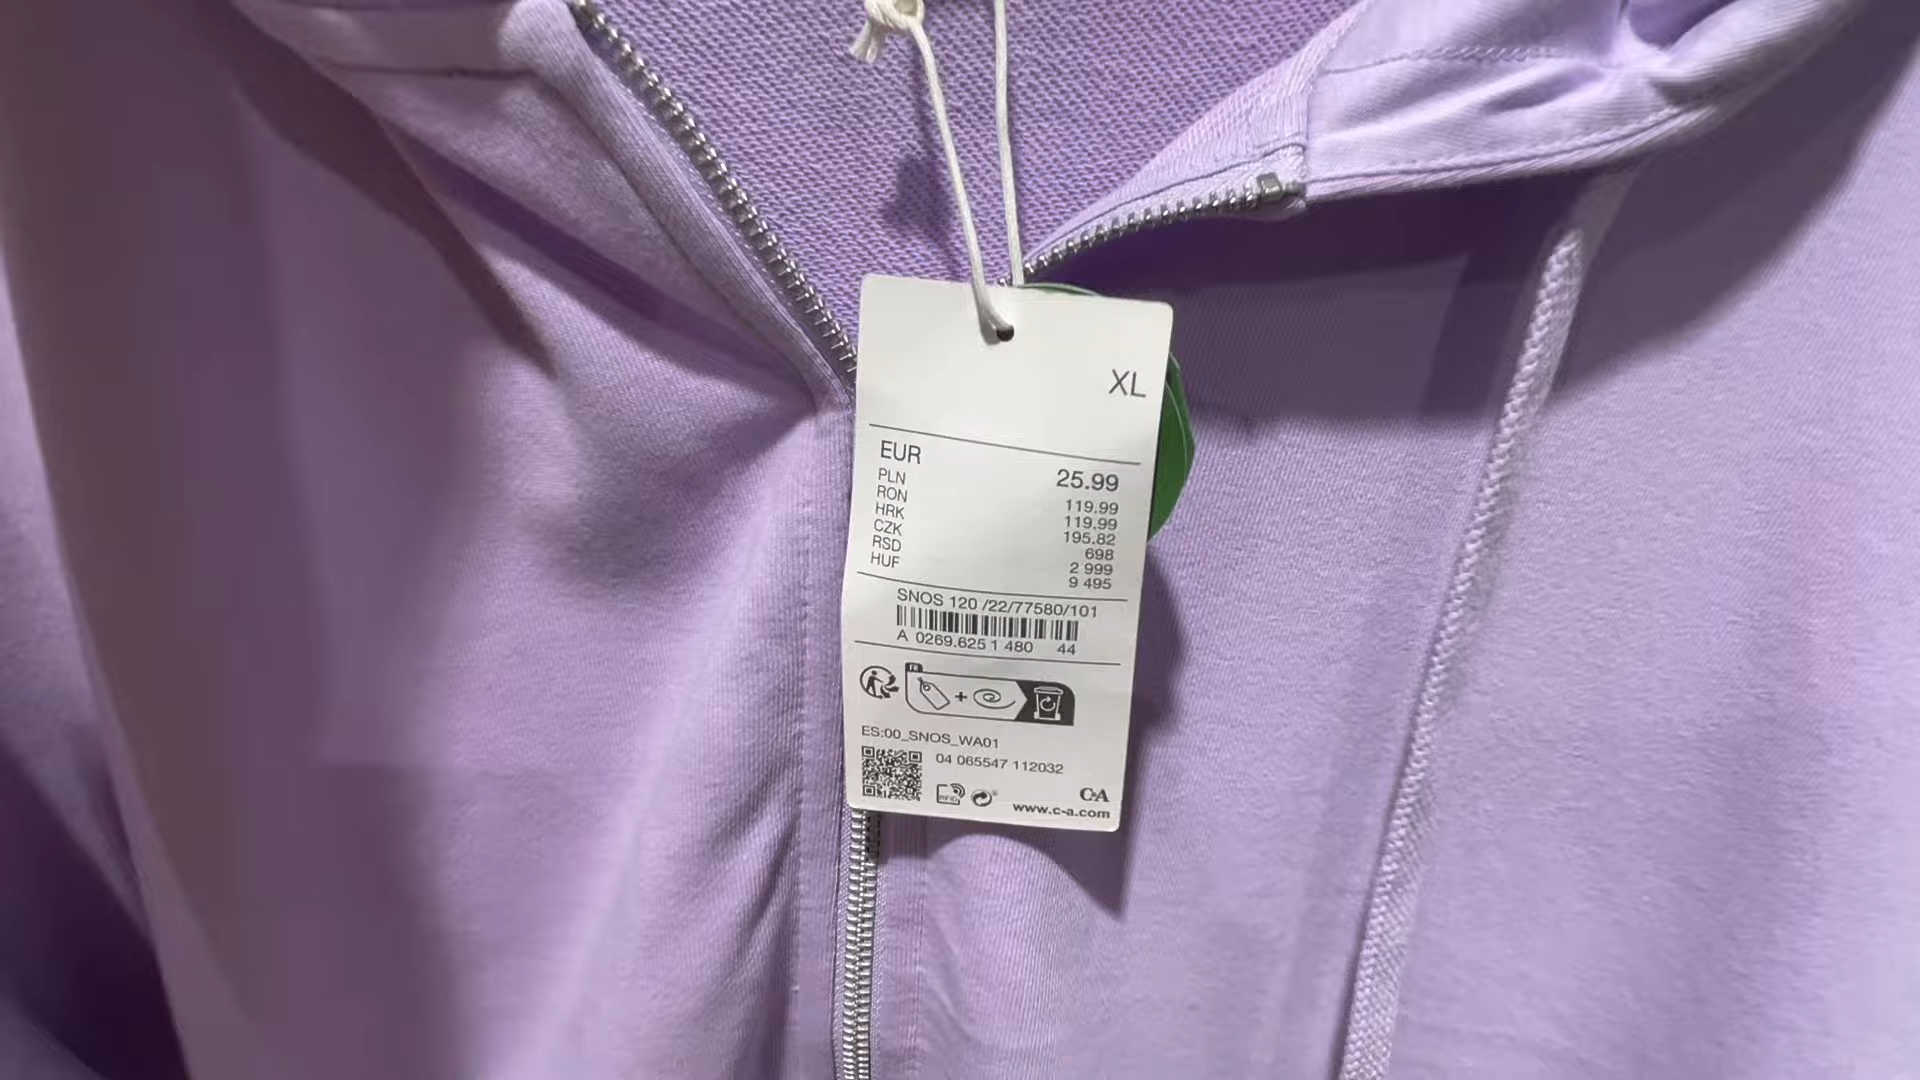 XL
EUR 25.99
PLN 119.99
RON 119.99
HRK 195.82
CZK 698
RSD 2 999
HUF 9 495
SNOS 120 /22/77580/101
A 0269.625 1 480 44
FR
+
ES:00_SNOS_WA01
04 065547 112032
RFID
C&A
www.c-a.com